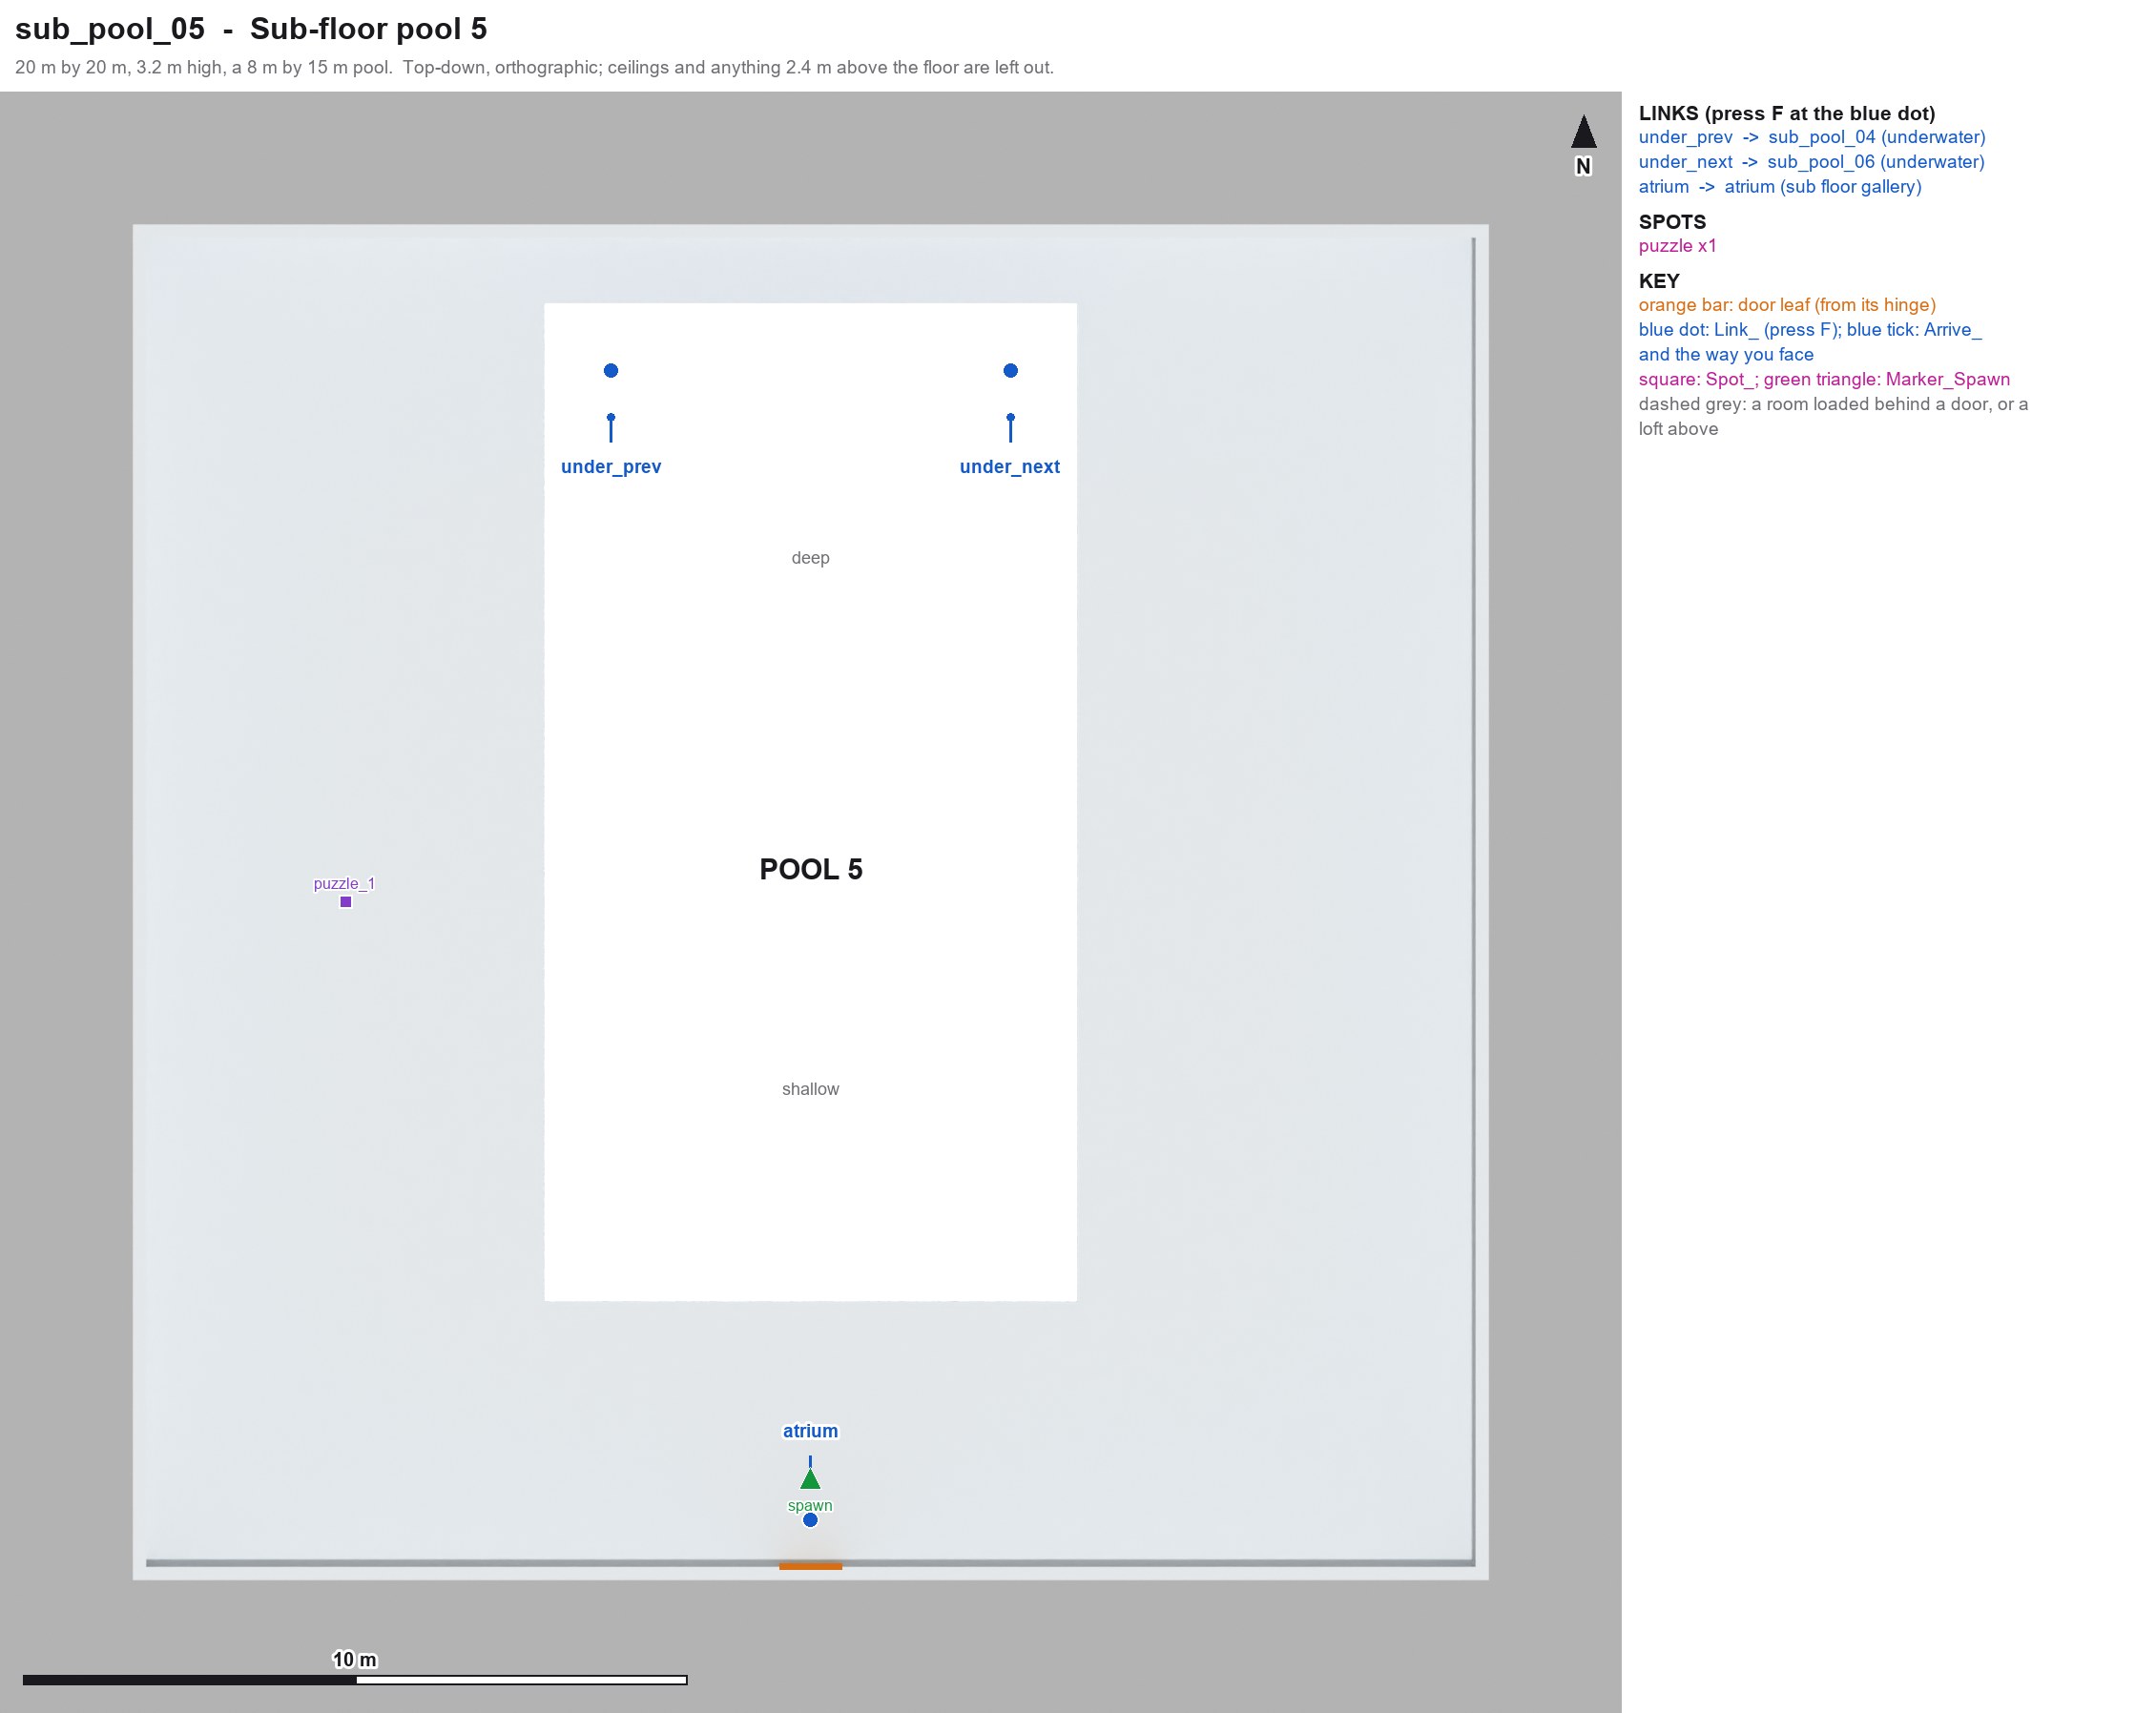 sub_pool_05  -  Sub-floor pool 5
20 m by 20 m, 3.2 m high, a 8 m by 15 m pool.  Top-down, orthographic; ceilings and anything 2.4 m above the floor are left out.
N
LINKS (press F at the blue dot)
under_prev  ->  sub_pool_04 (underwater)
under_next  ->  sub_pool_06 (underwater)
atrium  ->  atrium (sub floor gallery)
SPOTS
puzzle x1
KEY
orange bar: door leaf (from its hinge)
blue dot: Link_ (press F); blue tick: Arrive_
and the way you face
square: Spot_; green triangle: Marker_Spawn
dashed grey: a room loaded behind a door, or a
loft above
under_prev
under_next
deep
POOL 5
puzzle_1
shallow
atrium
spawn
10 m